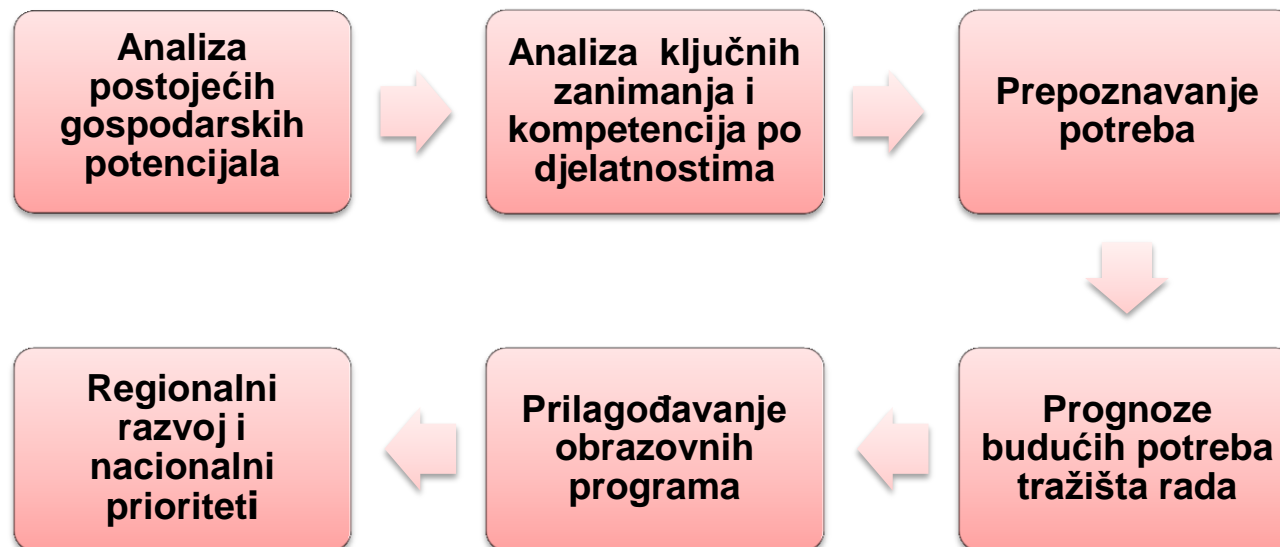 Analiza
postojećih
gospodarskih
potencijala
Analiza  ključnih
zanimanja i
kompetencija po
djelatnostima
Prepoznavanje
potreba
Prognoze
budućih potreba
tražišta rada
Prilagođavanje
obrazovnih
programa
Regionalni
razvoj i
nacionalni
prioriteti